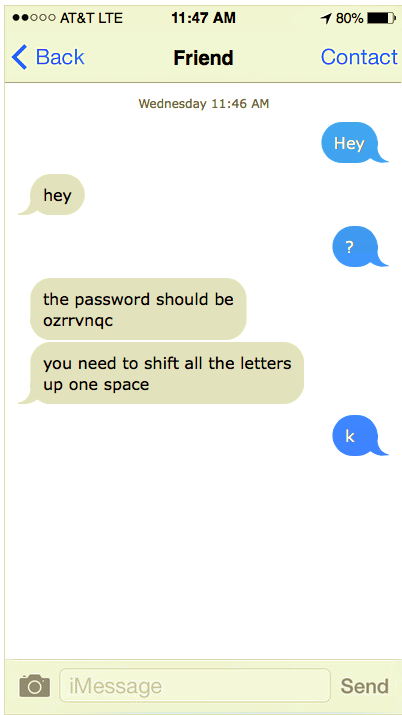 AT&T LTE 11:47 AM 80%
Back Friend Contact
Wednesday 11:46 AM
Hey
hey
?
the password should be
ozrrvnqc
you need to shift all the letters
up one space
k
iMessage Send